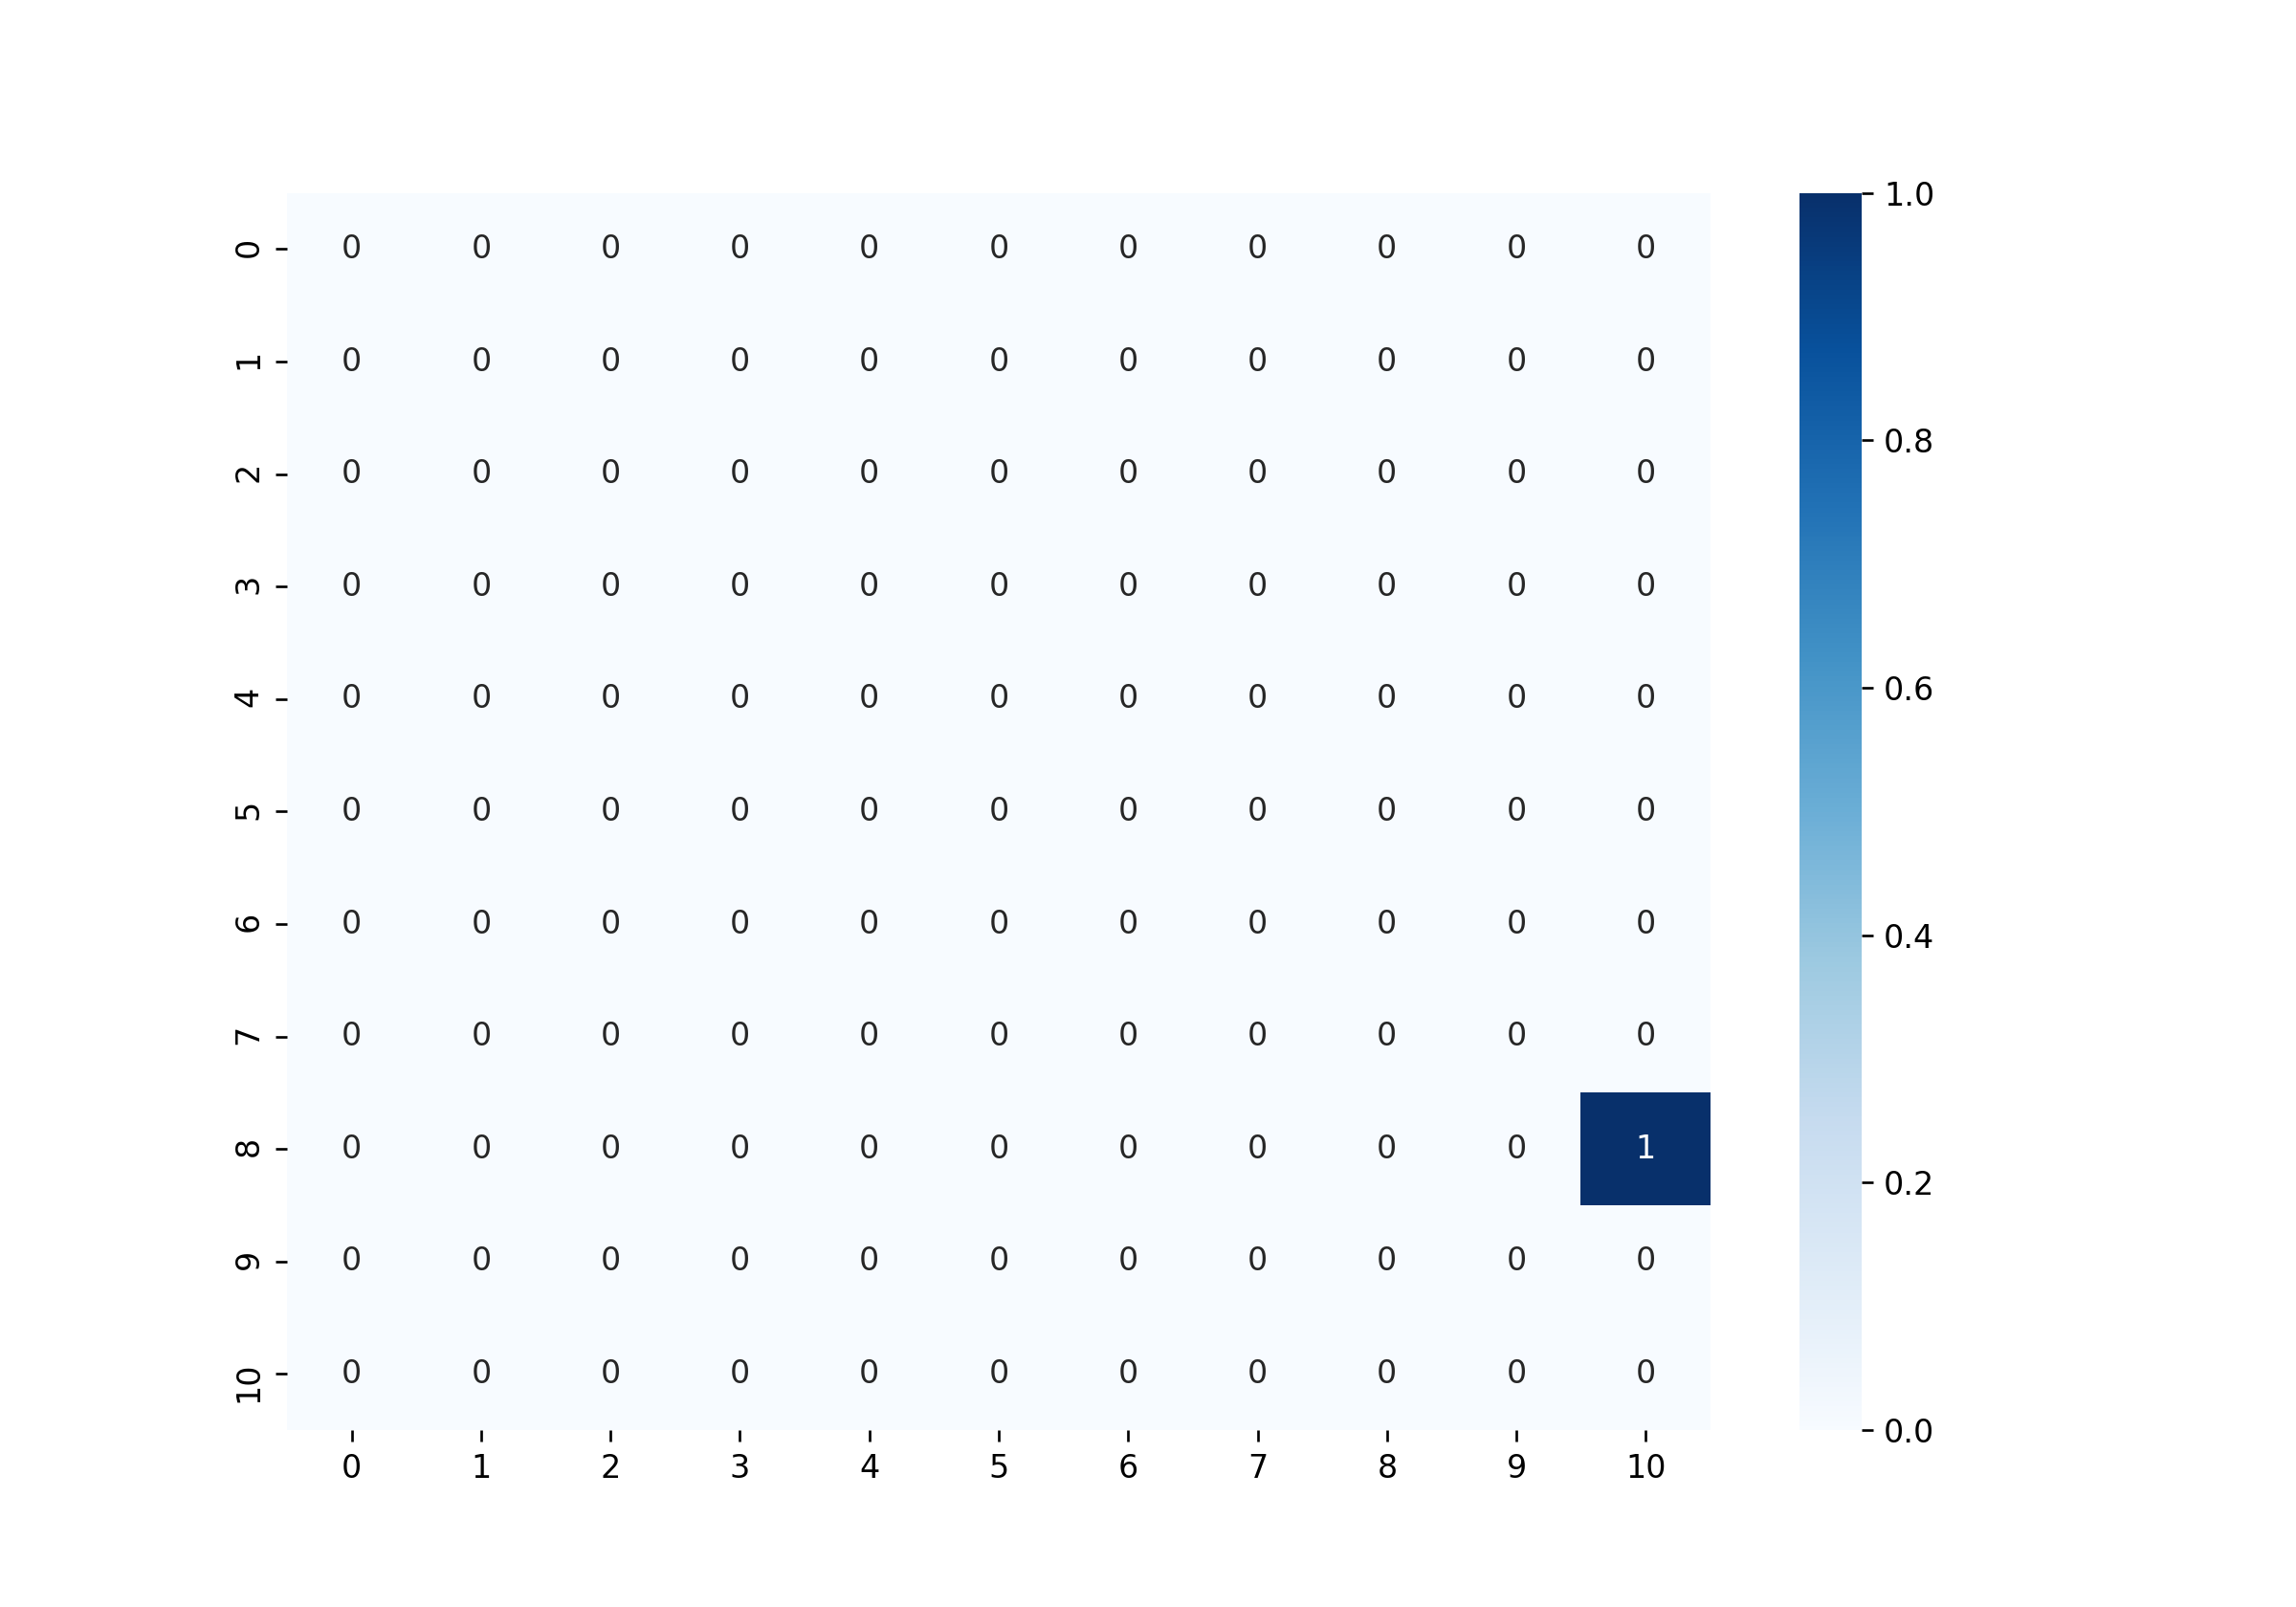 1.0
0 0 0 0 0 0 0 0 0 0 0 0
1 0 0 0 0 0 0 0 0 0 0 0
0.8
2 0 0 0 0 0 0 0 0 0 0 0
3 0 0 0 0 0 0 0 0 0 0 0
0.6
4 0 0 0 0 0 0 0 0 0 0 0
5 0 0 0 0 0 0 0 0 0 0 0
6 0 0 0 0 0 0 0 0 0 0 0
0.4
7 0 0 0 0 0 0 0 0 0 0 0
8 0 0 0 0 0 0 0 0 0 0 1
0.2
9 0 0 0 0 0 0 0 0 0 0 0
10 0 0 0 0 0 0 0 0 0 0 0
0.0
0 1 2 3 4 5 6 7 8 9 10